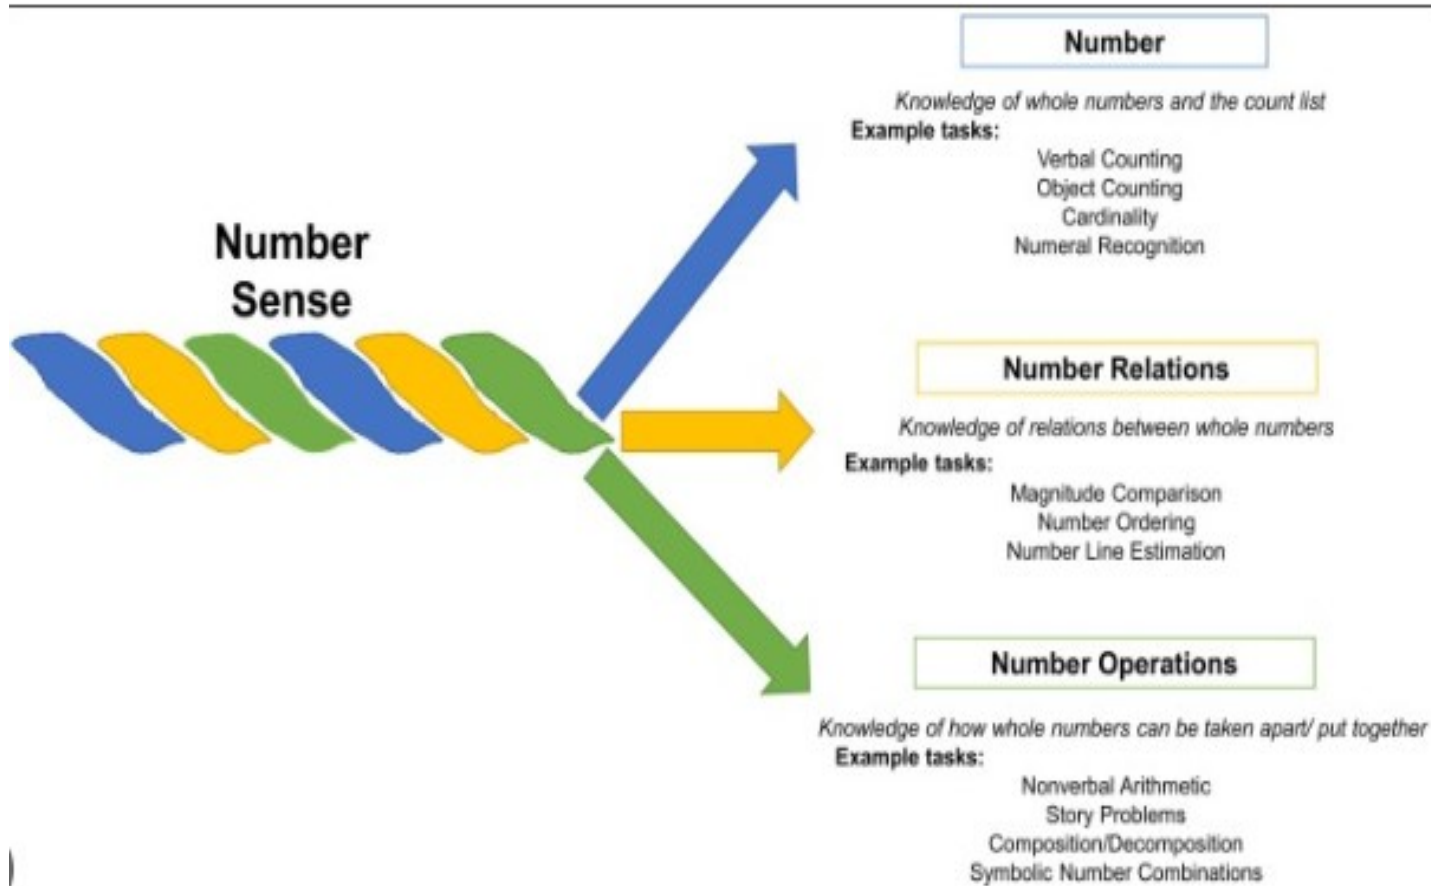 Number
Sense
Number
Knowledge of whole numbers and the count list
Example tasks:
Verbal Counting
Object Counting
Cardinality
Numeral Recognition
Number Relations
Knowledge of relations between whole numbers
Example tasks:
Magnitude Comparison
Number Ordering
Number Line Estimation
Number Operations
Knowledge of how whole numbers can be taken apart/ put together
Example tasks:
Nonverbal Arithmetic
Story Problems
Composition/Decomposition
Symbolic Number Combinations